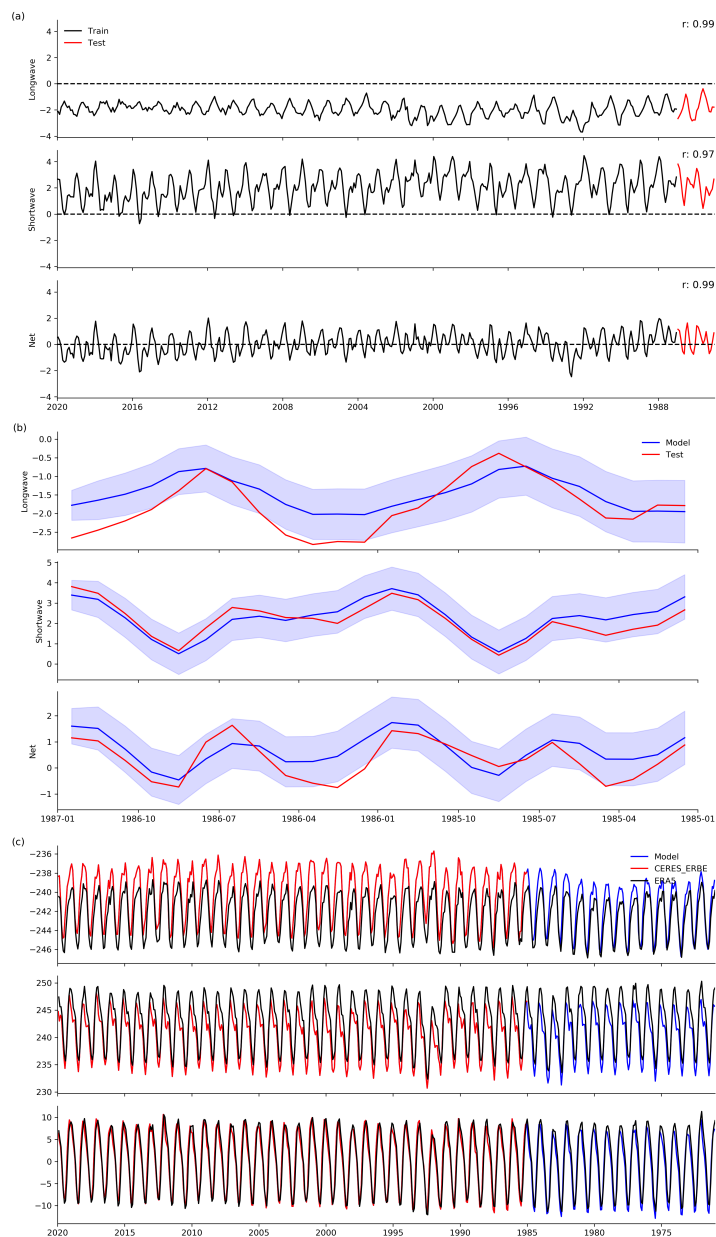 (a)
r: 0.99
Train
Test
4
2
0
−2
−4
Longwave
r: 0.97
4
2
0
−2
−4
Shortwave
r: 0.99
4
2
0
−2
−4
Net
2020 2016 2012 2008 2004 2000 1996 1992 1988
(b)
Model
Test
0.0
−0.5
−1.0
−1.5
−2.0
−2.5
Longwave
5
4
3
2
1
0
Shortwave
2
1
0
−1
Net
1987-01 1986-10 1986-07 1986-04 1986-01 1985-10 1985-07 1985-04 1985-01
(c)
Model
CERES_ERBE
ERA5
−236
−238
−240
−242
−244
−246
250
245
240
235
230
10
5
0
−5
−10
2020 2015 2010 2005 2000 1995 1990 1985 1980 1975